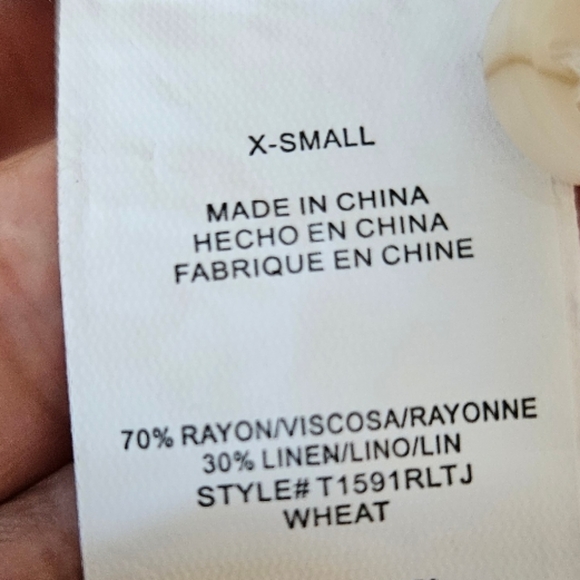 X-SMALL
MADE IN CHINA
HECHO EN CHINA
FABRIQUE EN CHINE
70% RAYON/VISCOSA/RAYONNE
30% LINEN/LINO/LIN
STYLE# T1591RLTJ
WHEAT